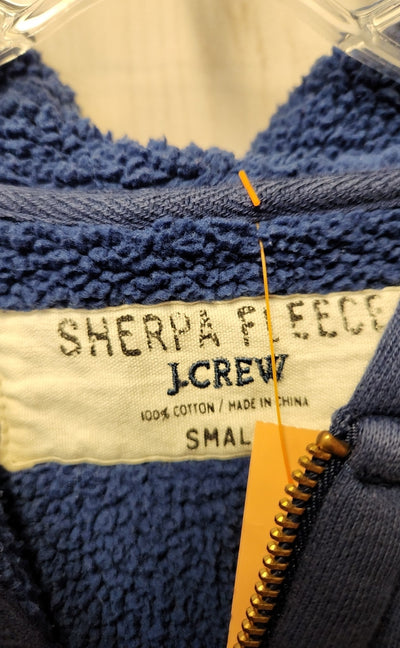 SHERPA FLEECE
J.CREW
100% COTTON / MADE IN CHINA
SMALL